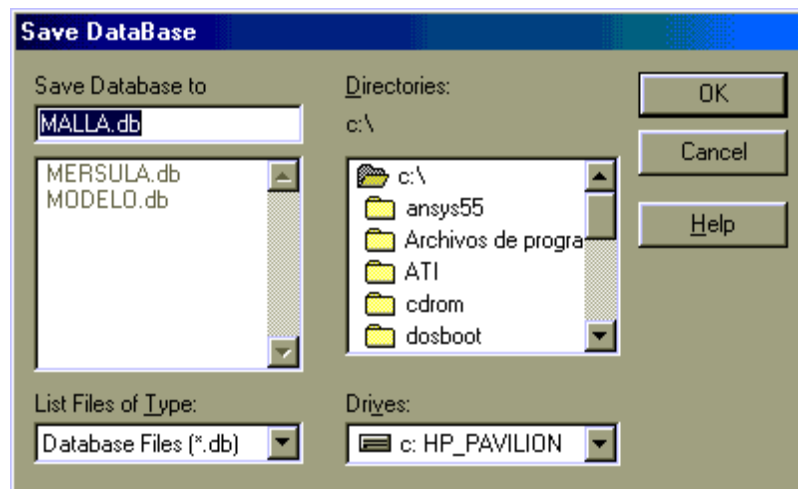 Save DataBase
Save Database to
MALLA.db
MERSULA.db
MODELO.db
List Files of Type:
Database Files (*.db)
Directories:
c:\
c:\
ansys55
Archivos de progra
ATI
cdrom
dosboot
Drives:
c: HP_PAVILION
OK
Cancel
Help